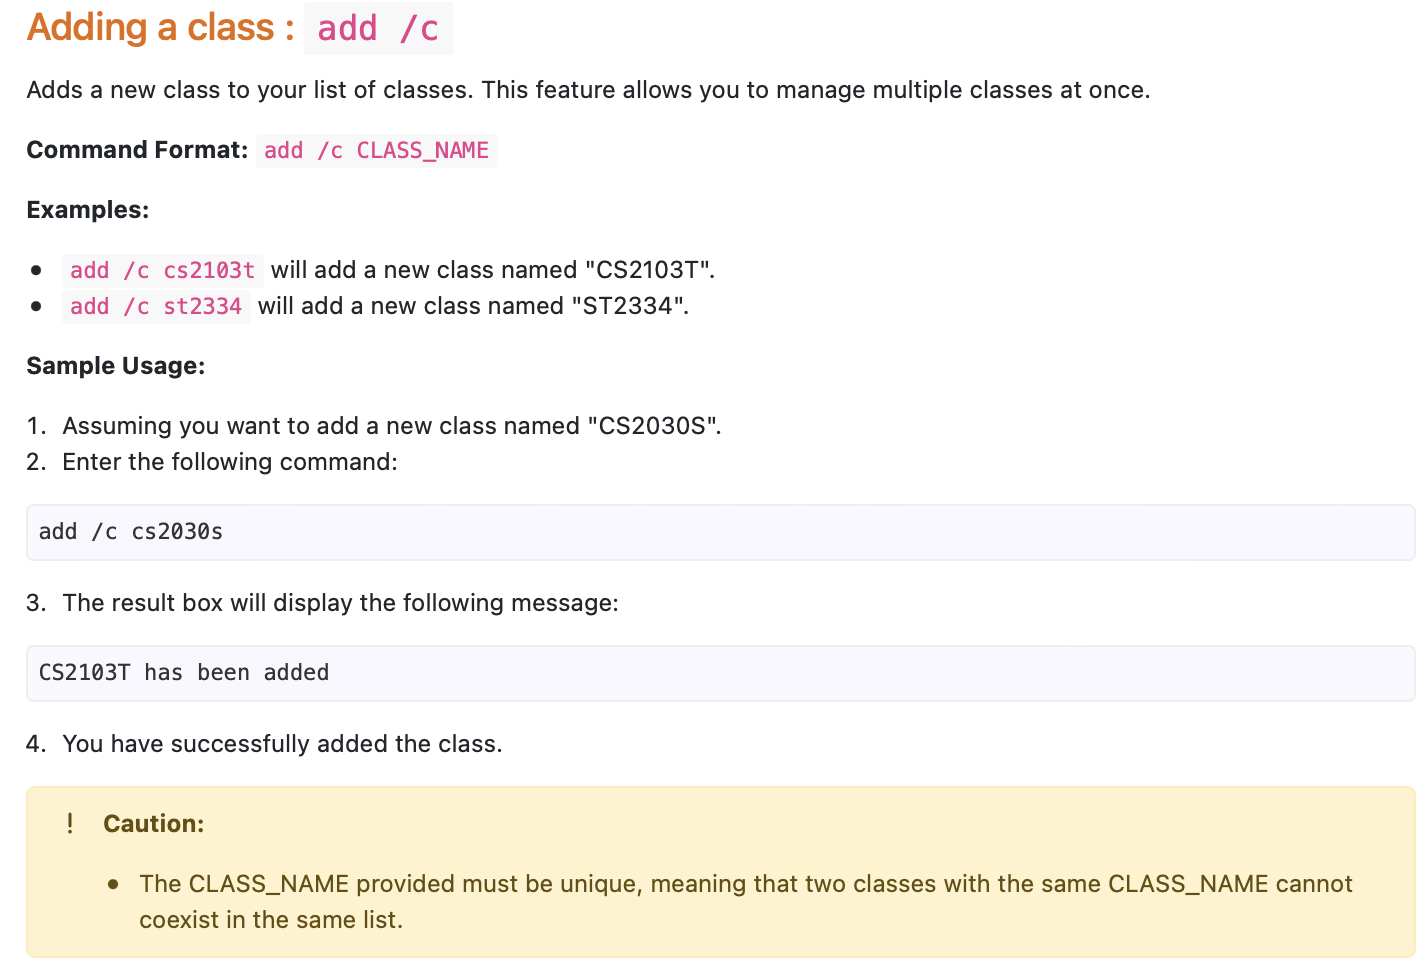 Adding a class : add /c
Adds a new class to your list of classes. This feature allows you to manage multiple classes at once.
Command Format: add /c CLASS_NAME
Examples:
• add /c cs2103t will add a new class named "CS2103T".
• add /c st2334 will add a new class named "ST2334".
Sample Usage:
1. Assuming you want to add a new class named "CS2030S".
2. Enter the following command:
add /c cs2030s
3. The result box will display the following message:
CS2103T has been added
4. You have successfully added the class.
! Caution:
• The CLASS_NAME provided must be unique, meaning that two classes with the same CLASS_NAME cannot
coexist in the same list.